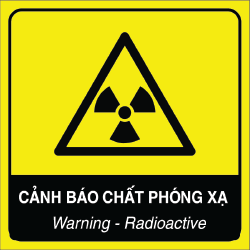 CẢNH BÁO CHẤT PHÓNG XẠ
Warning - Radioactive